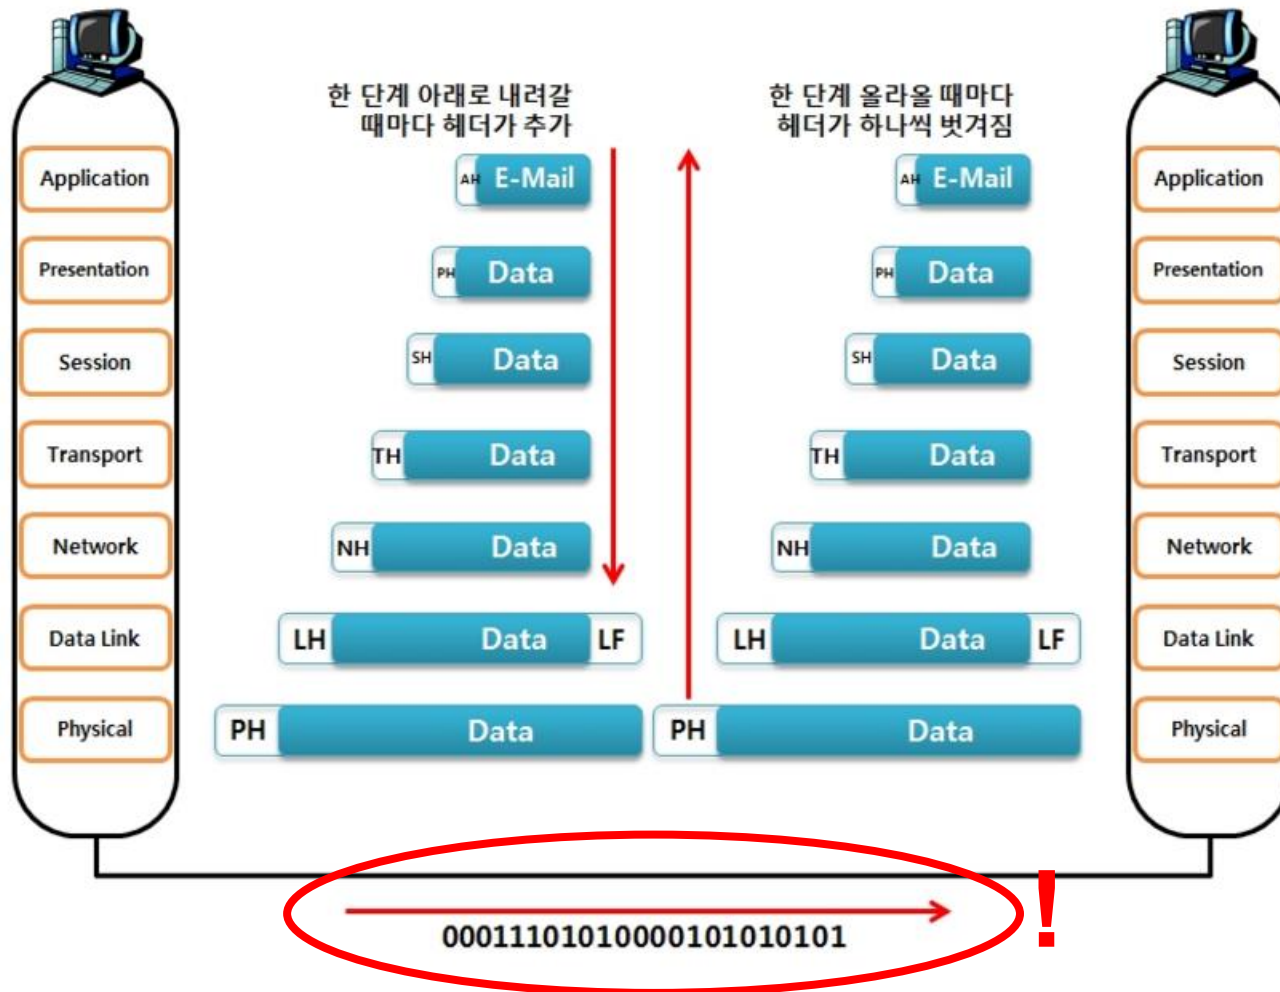 한 단계 아래로 내려갈
때마다 헤더가 추가
한 단계 올라올 때마다
헤더가 하나씩 벗겨짐
Application
AH E-Mail
AH E-Mail
Application
Presentation
PH Data
PH Data
Presentation
Session
SH Data
SH Data
Session
Transport
TH Data
TH Data
Transport
Network
NH Data
NH Data
Network
Data Link
LH Data LF
LH Data LF
Data Link
Physical
PH Data
PH Data
Physical
!
000111010100001010​10101